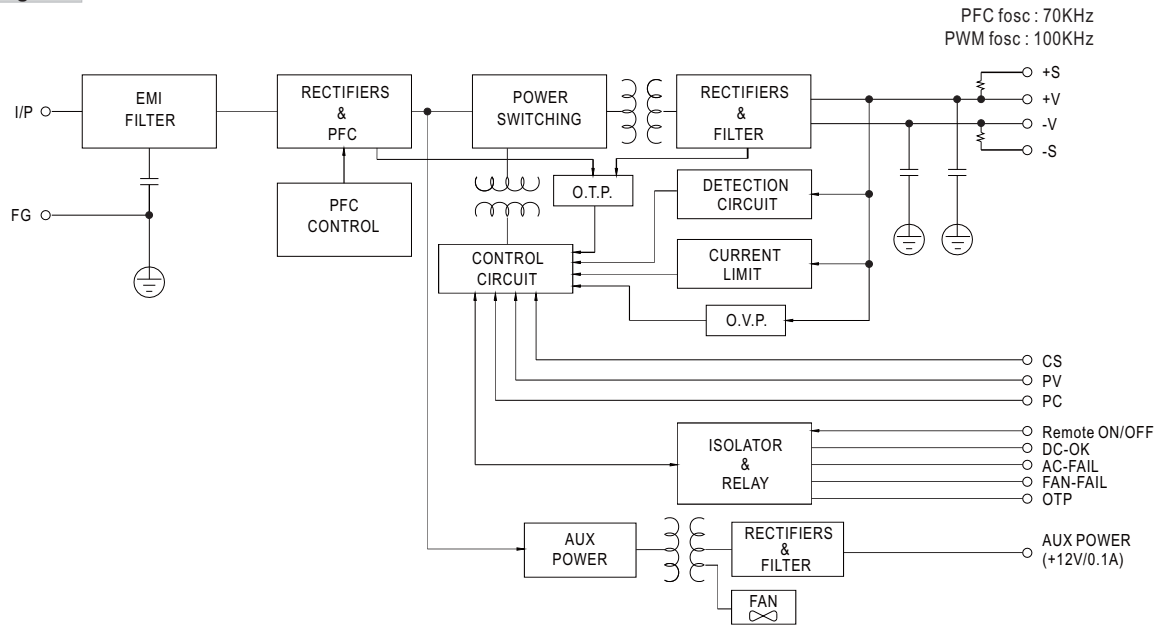 PFC fosc : 70KHz
PWM fosc : 100KHz
I/P
EMI
FILTER
RECTIFIERS
&
PFC
POWER
SWITCHING
RECTIFIERS
&
FILTER
+S
+V
-V
-S
FG
PFC
CONTROL
O.T.P.
DETECTION
CIRCUIT
CONTROL
CIRCUIT
CURRENT
LIMIT
O.V.P.
CS
PV
PC
ISOLATOR
&
RELAY
Remote ON/OFF
DC-OK
AC-FAIL
FAN-FAIL
OTP
AUX
POWER
RECTIFIERS
&
FILTER
AUX POWER
(+12V/0.1A)
FAN